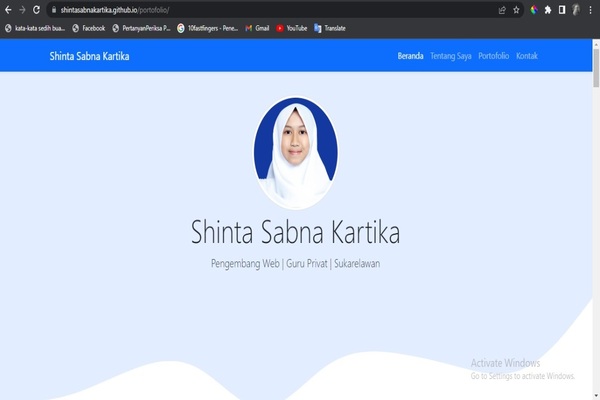 shintasabnakartika.github.io/portofolio/
kata-kata sedih bua... Facebook PertanyanPeriksa P... 10fastfingers - Pene... Gmail YouTube Translate
Shinta Sabna Kartika Beranda Tentang Saya Portofolio Kontak
Shinta Sabna Kartika
Pengembang Web | Guru Privat | Sukarelawan
Activate Windows
Go to Settings to activate Windows.